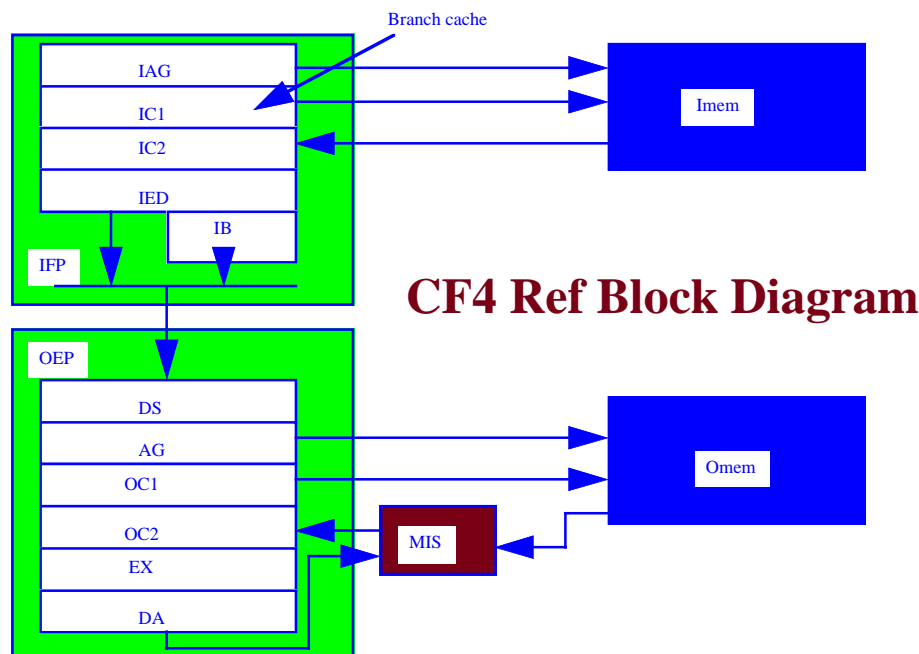 Branch cache
IAG
IC1
IC2
IED
IB
IFP
Imem
CF4 Ref Block Diagram
OEP
DS
AG
OC1
OC2
EX
DA
MIS
Omem